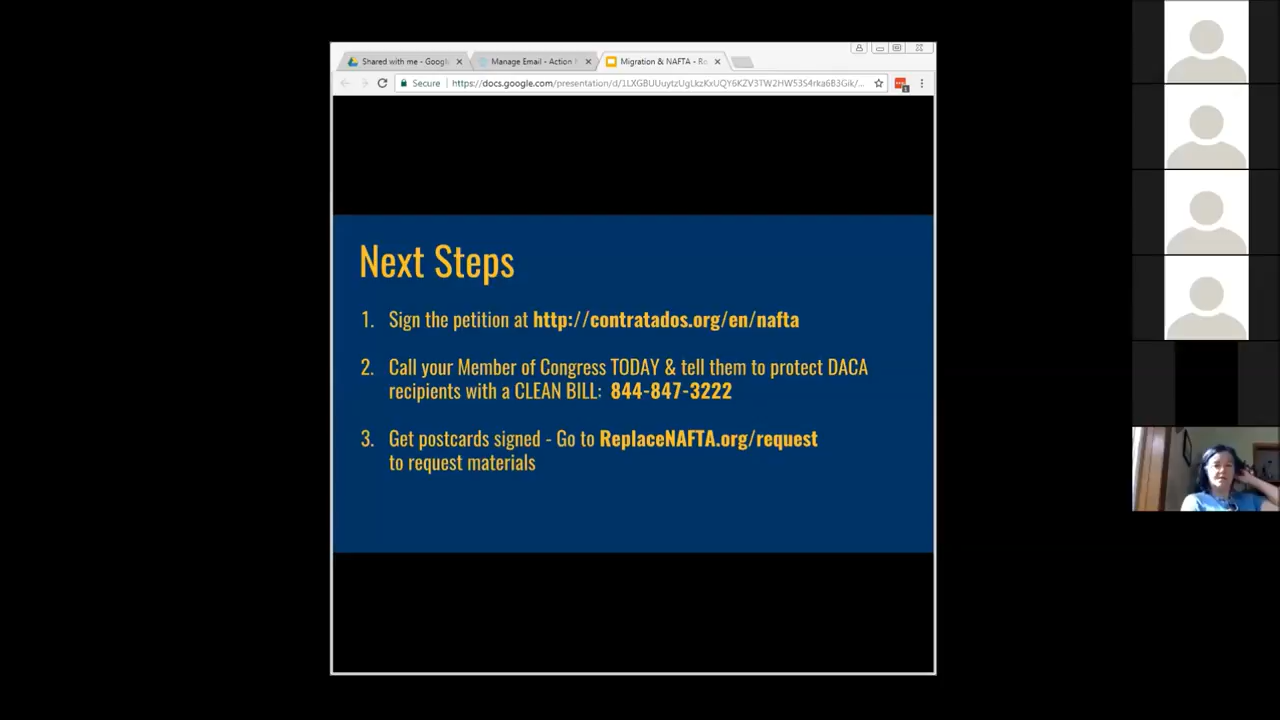 Shared with me - Googl
Manage Email - Action
Migration & NAFTA - Re
Secure
Next Steps
1. Sign the petition at http://contratados.org/en/nafta
2. Call your Member of Congress TODAY & tell them to protect DACA
recipients with a CLEAN BILL: 844-847-3222
3. Get postcards signed - Go to ReplaceNAFTA.org/request
to request materials